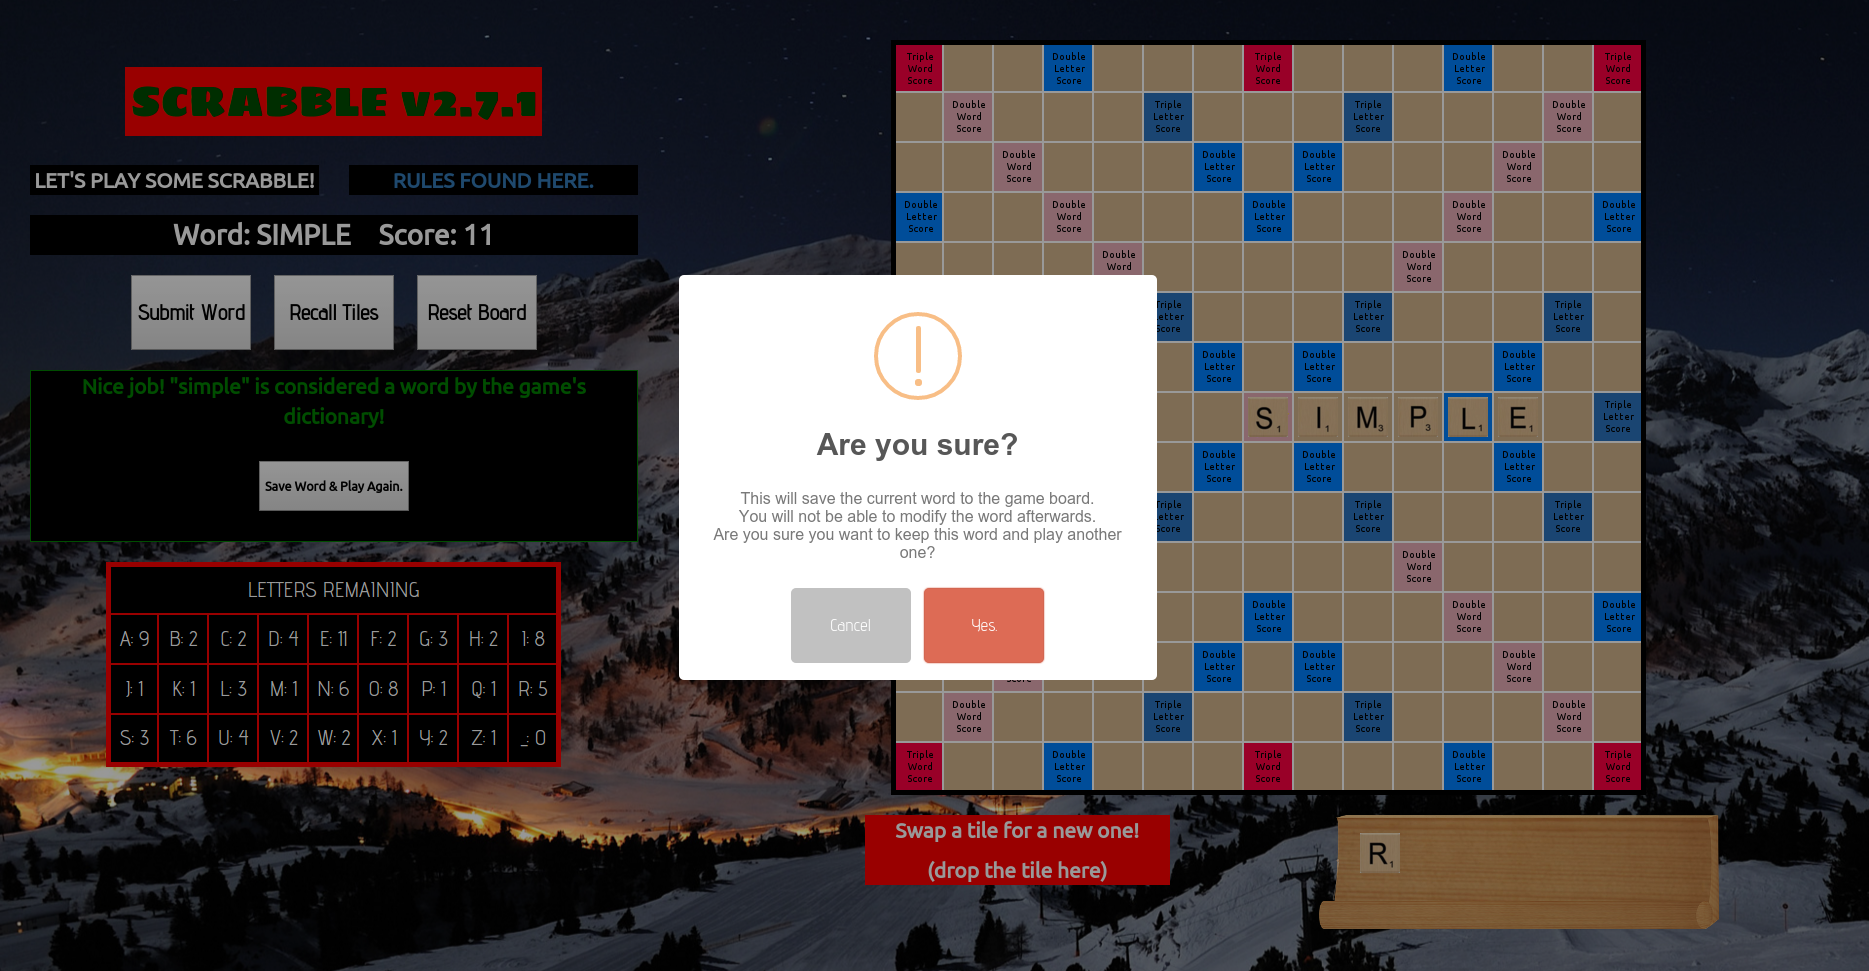 SCRABBLE v2.7.1
LET'S PLAY SOME SCRABBLE!
RULES FOUND HERE.
Word: SIMPLE Score: 11
Submit Word
Recall Tiles
Reset Board
Nice job! "simple" is considered a word by the game's
dictionary!
Save Word & Play Again.
LETTERS REMAINING
A: 9 B: 2 C: 2 D: 4 E: 11 F: 2 G: 3 H: 2 I: 8
J: 1 K: 1 L: 3 M: 1 N: 6 O: 8 P: 1 Q: 1 R: 5
S: 3 T: 6 U: 4 V: 2 W: 2 X: 1 Y: 2 Z: 1 _: 0
Are you sure?
This will save the current word to the game board.
You will not be able to modify the word afterwards.
Are you sure you want to keep this word and play another
one?
Cancel
Yes.
Triple Double Triple Double Triple
Word Letter Word Letter Word
Score Score Score Score Score
Double Triple Triple Double
Word Letter Letter Word
Score Score Score Score
Double Double Double Double
Word Letter Letter Word
Score Score Score Score
Double Double Double Double Double
Letter Word Letter Word Letter
Score Score Score Score Score
Double Double
Word Word
Score
Triple Triple Triple
Letter Letter Letter
Score Score Score
Double Double Double
Letter Letter Letter
Score Score Score
S1 I1 M3 P3 L1 E1
Triple
Letter
Score
Double Double Double
Letter Letter Letter
Score Score Score
Triple Triple Triple
Letter Letter Letter
Score Score Score
Double
Word
Score
Double Double Double
Letter Word Letter
Score Score Score
Double Double Double
Letter Letter Word
Score Score Score Score
Double Triple Triple Double
Word Letter Letter Word
Score Score Score Score
Triple Double Triple Double Triple
Word Letter Word Letter Word
Score Score Score Score Score
Swap a tile for a new one!
(drop the tile here)
R1